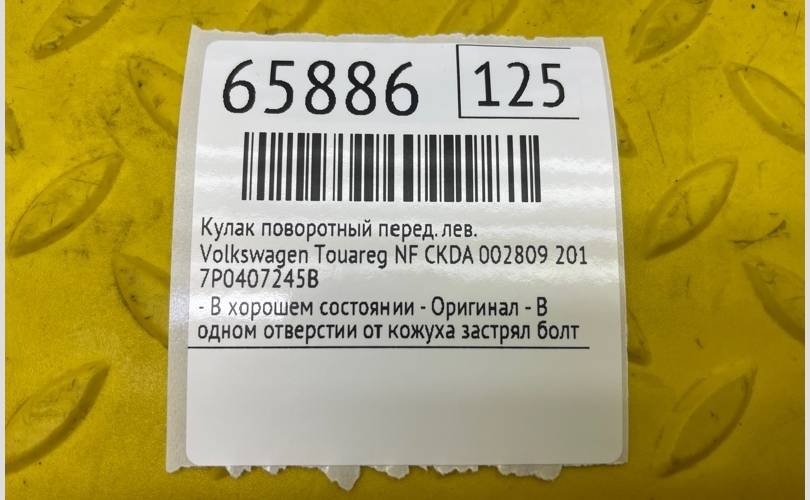 65886
125
Кулак поворотный перед. лев.
Volkswagen Touareg NF CKDA 002809 201
7P0407245B
- В хорошем состоянии - Оригинал - В
одном отверстии от кожуха застрял болт